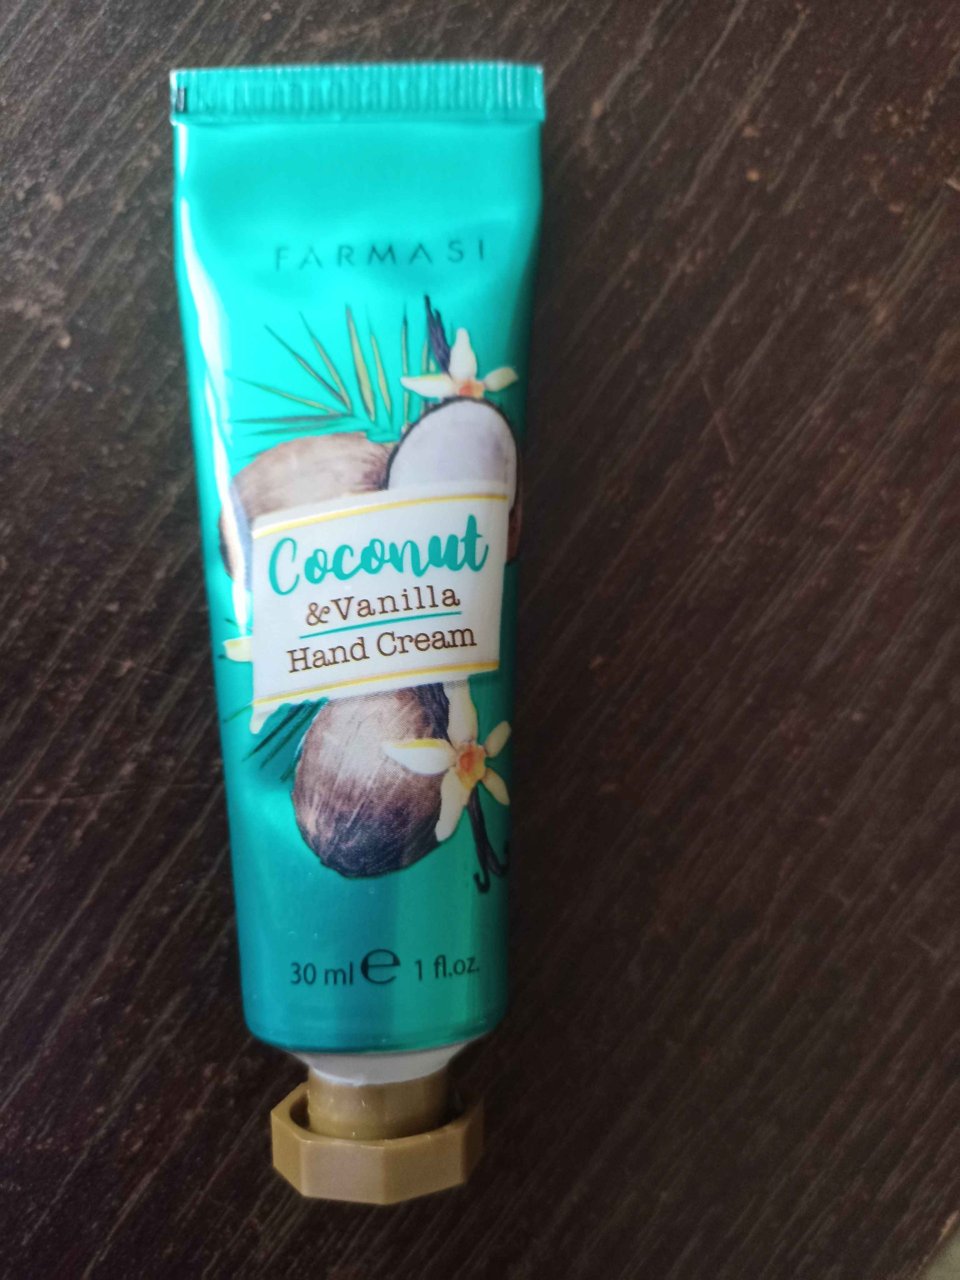 FARMASI
Coconut
&Vanilla
Hand Cream
30 ml e 1 fl.oz.